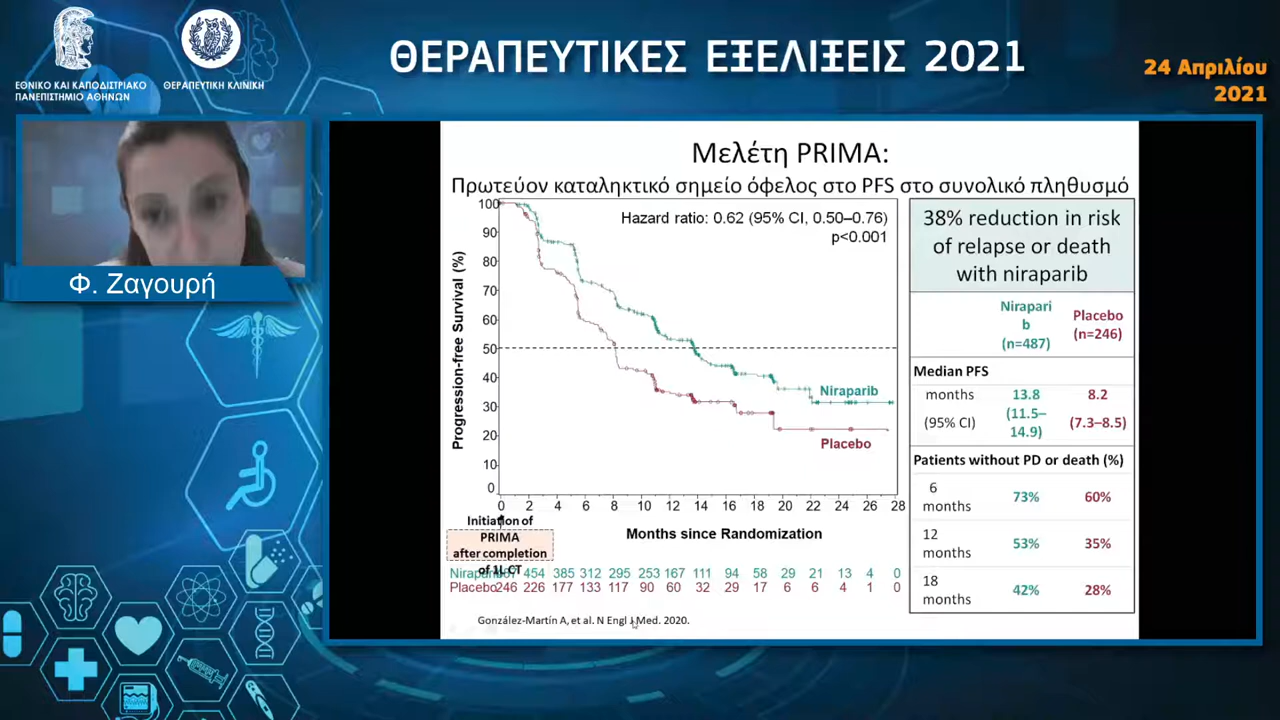 ΕΘΝΙΚΟ ΚΑΙ ΚΑΠΟΔΙΣΤΡΙΑΚΟ
ΠΑΝΕΠΙΣΤΗΜΙΟ ΑΘΗΝΩΝ
ΘΕΡΑΠΕΥΤΙΚΗ ΚΛΙΝΙΚΗ
ΘΕΡΑΠΕΥΤΙΚΕΣ ΕΞΕΛΙΞΕΙΣ 2021
24 Απριλίου
2021
Φ. Ζαγουρή
Μελέτη PRIMA:
Πρωτεύον καταληκτικό σημείο όφελος στο PFS στο συνολικό πληθυσμό
Hazard ratio: 0.62 (95% CI, 0.50–0.76)
p<0.001
Progression-free Survival (%)
100
90
80
70
60
50
40
30
20
10
0
Niraparib
Placebo
0 2 4 6 8 10 12 14 16 18 20 22 24 26 28
Months since Randomization
Initiation of
PRIMA
after completion
of 1L CT
454 385 312 295 253 167 111 94 58 29 21 13 4 0
Placebo 246 226 177 133 117 90 60 32 29 17 6 6 4 1 0
González-Martín A, et al. N Engl J Med. 2020.
38% reduction in risk
of relapse or death
with niraparib
Nirapari
b
(n=487)
Placebo
(n=246)
Median PFS
months 13.8 8.2
(95% CI) (11.5–
14.9) (7.3–8.5)
Patients without PD or death (%)
6
months 73% 60%
12
months 53% 35%
18
months 42% 28%